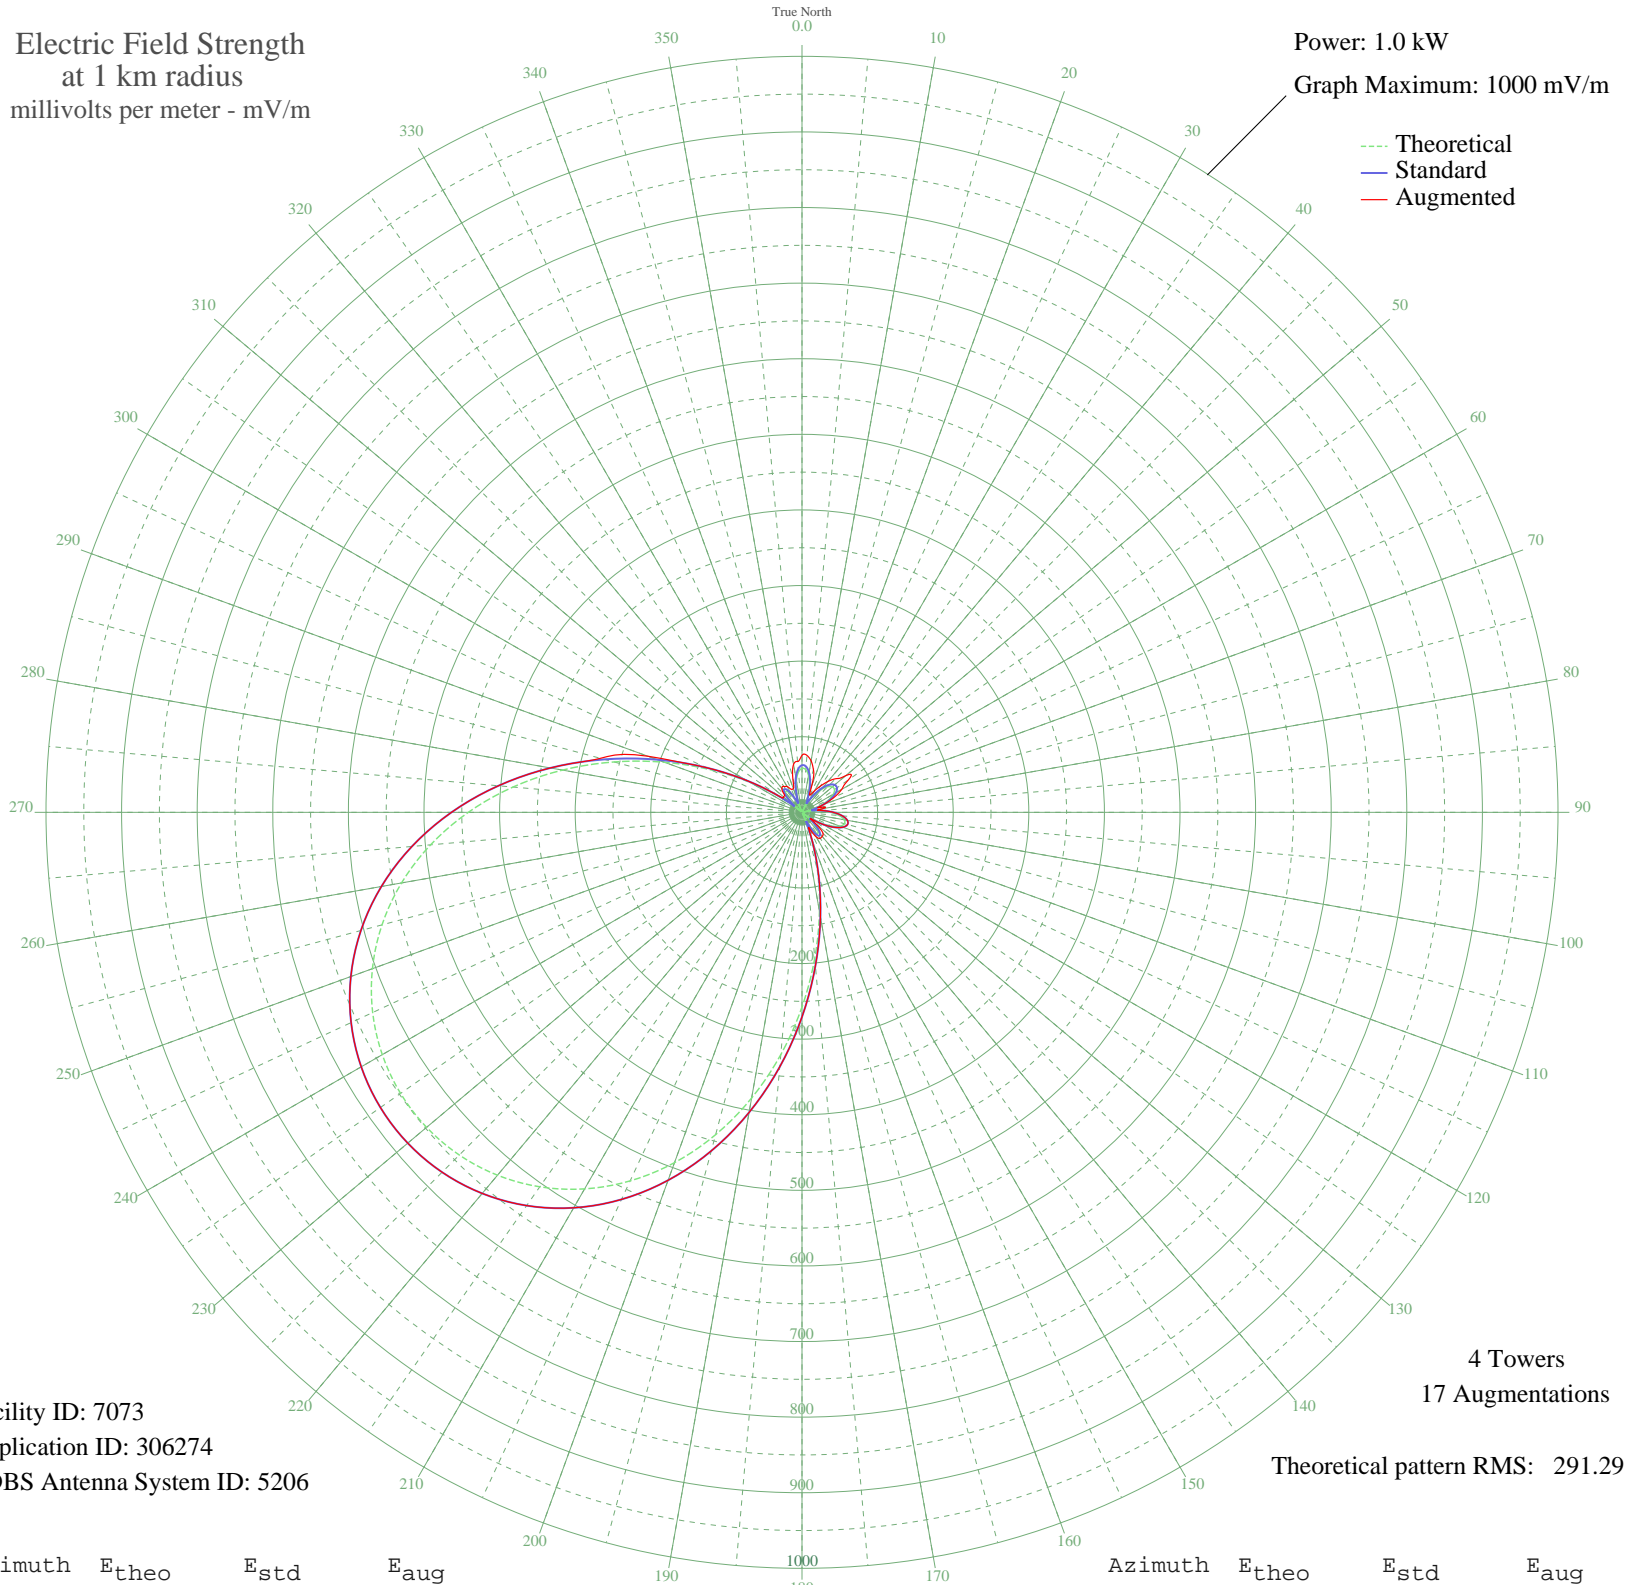 True North
0.0
Electric Field Strength
at 1 km radius
millivolts per meter - mV/m
Power: 1.0 kW
Graph Maximum: 1000 mV/m
Theoretical
Standard
Augmented
10
20
30
40
50
60
70
80
90
100
110
120
130
140
150
160
170
190
200
210
220
230
240
250
260
270
280
290
300
310
320
330
340
350
200
300
400
500
600
700
800
900
1000
4 Towers
17 Augmentations
Theoretical pattern RMS: 291.29
cility ID: 7073
plication ID: 306274
DBS Antenna System ID: 5206
imuth Etheo Estd Eaug
Azimuth Etheo Estd Eaug